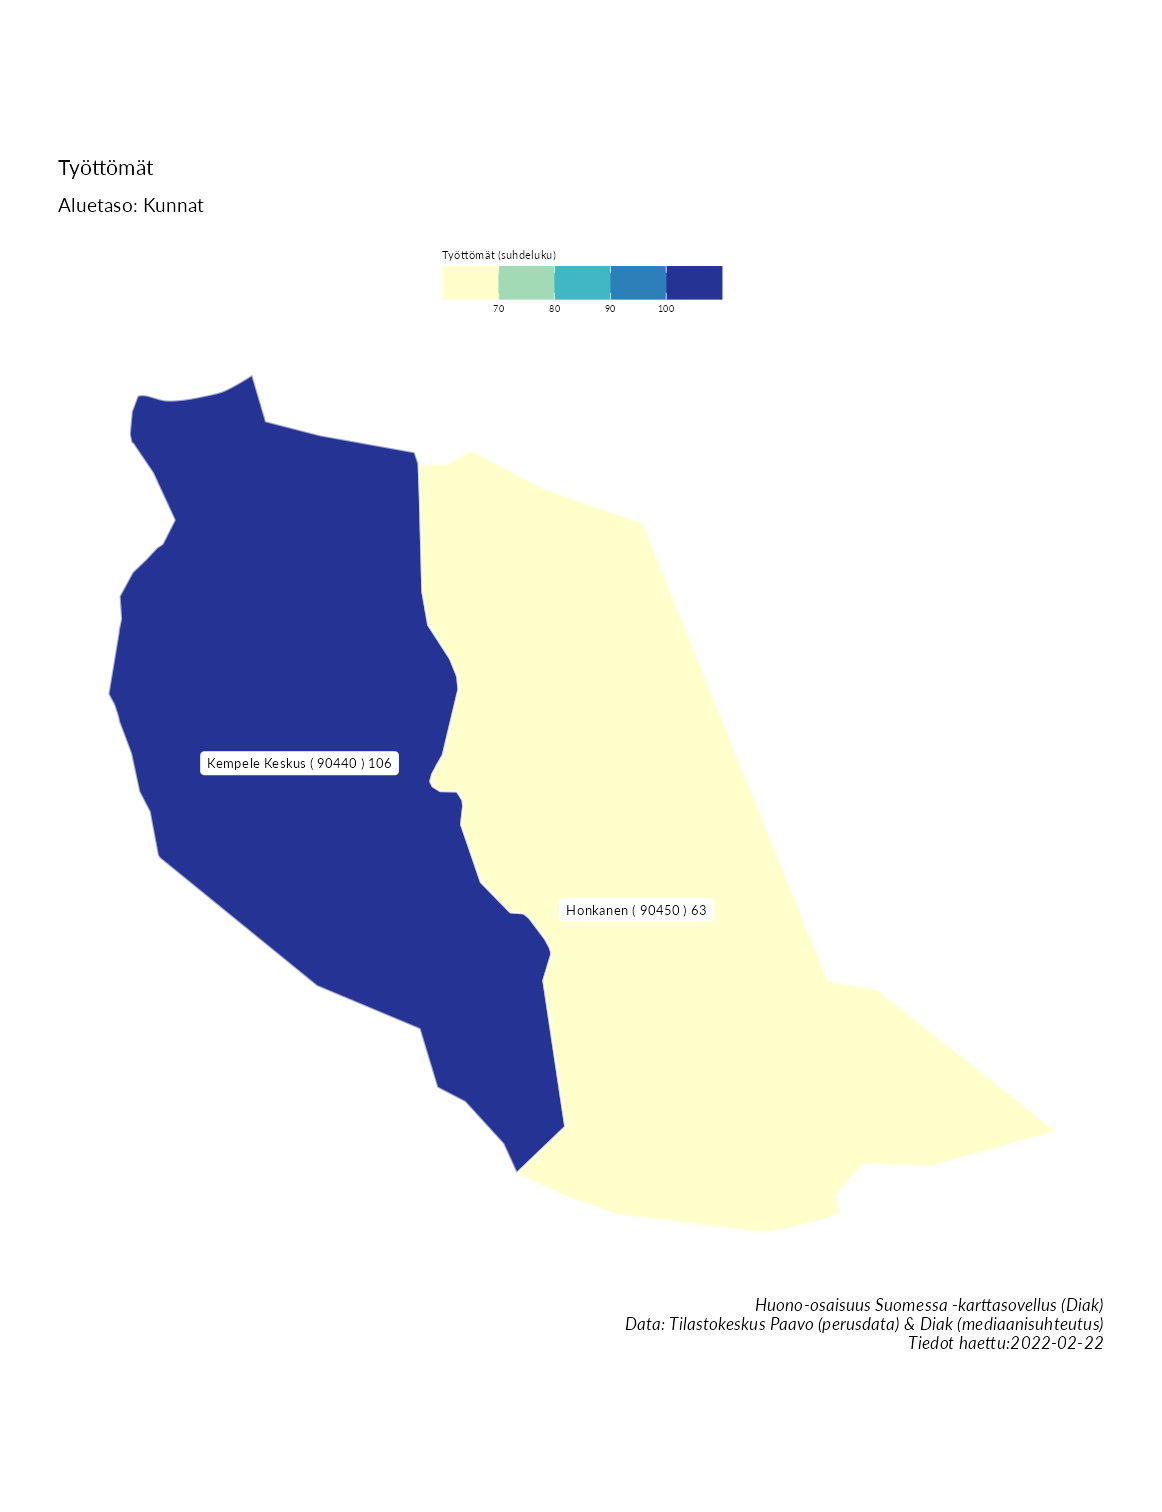 Työttömät
Aluetaso: Kunnat
Työttömät (suhdeluku)
70 80 90 100
Kempele Keskus ( 90440 ) 106
Honkanen ( 90450 ) 63
Huono-osaisuus Suomessa -karttasovellus (Diak)
Data: Tilastokeskus Paavo (perusdata) & Diak (mediaanisuhteutus)
Tiedot haettu:2022-02-22